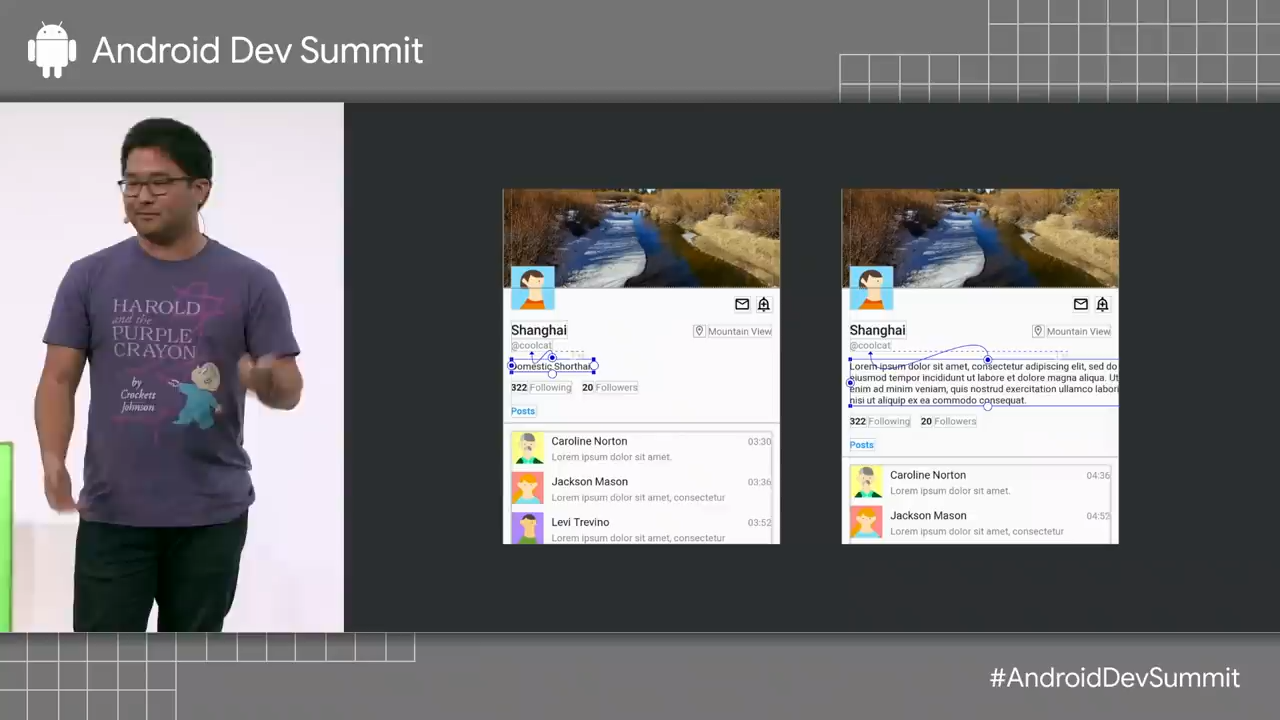 Android Dev Summit
HAROLD
and the
PURPLE
CRAYON
by
Crockett
Johnson
Shanghai
Mountain View
@coolcat
Domestic Shorthair
322 Following 20 Followers
Posts
Caroline Norton 03:30
Lorem ipsum dolor sit amet.
Jackson Mason 03:36
Lorem ipsum dolor sit amet, consectetur
Levi Trevino 03:52
Lorem ipsum dolor sit amet, consectetur
Shanghai
Mountain View
@coolcat
Lorem ipsum dolor sit amet, consectetur adipiscing elit, sed do
eiusmod tempor incididunt ut labore et dolore magna aliqua. Ut
enim ad minim veniam, quis nostrud exercitation ullamco labori
nisi ut aliquip ex ea commodo consequat.
322 Following 20 Followers
Posts
Caroline Norton 04:36
Lorem ipsum dolor sit amet.
Jackson Mason 04:52
Lorem ipsum dolor sit amet, consectetur
#AndroidDevSummit